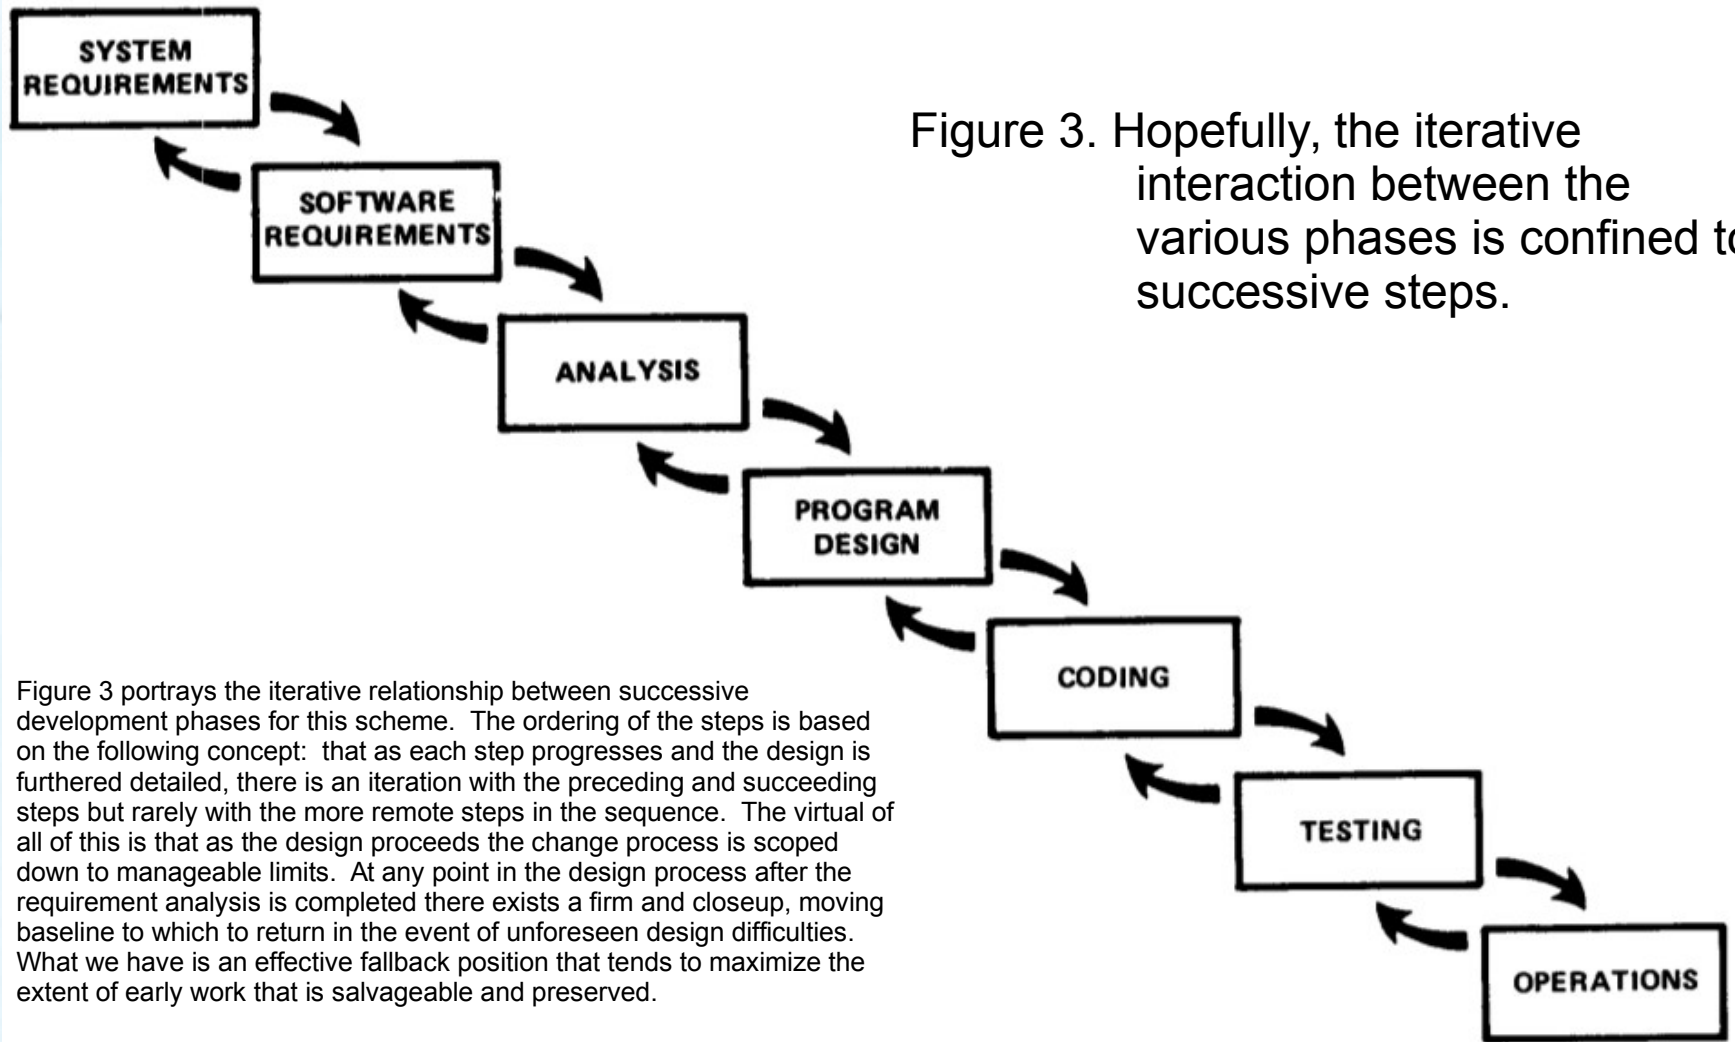 SYSTEM
REQUIREMENTS
SOFTWARE
REQUIREMENTS
ANALYSIS
PROGRAM
DESIGN
CODING
TESTING
OPERATIONS
Figure 3. Hopefully, the iterative
interaction between the
various phases is confined to
successive steps.
Figure 3 portrays the iterative relationship between successive
development phases for this scheme. The ordering of the steps is based
on the following concept: that as each step progresses and the design is
furthered detailed, there is an iteration with the preceding and succeeding
steps but rarely with the more remote steps in the sequence. The virtual of
all of this is that as the design proceeds the change process is scoped
down to manageable limits. At any point in the design process after the
requirement analysis is completed there exists a firm and closeup, moving
baseline to which to return in the event of unforeseen design difficulties.
What we have is an effective fallback position that tends to maximize the
extent of early work that is salvageable and preserved.